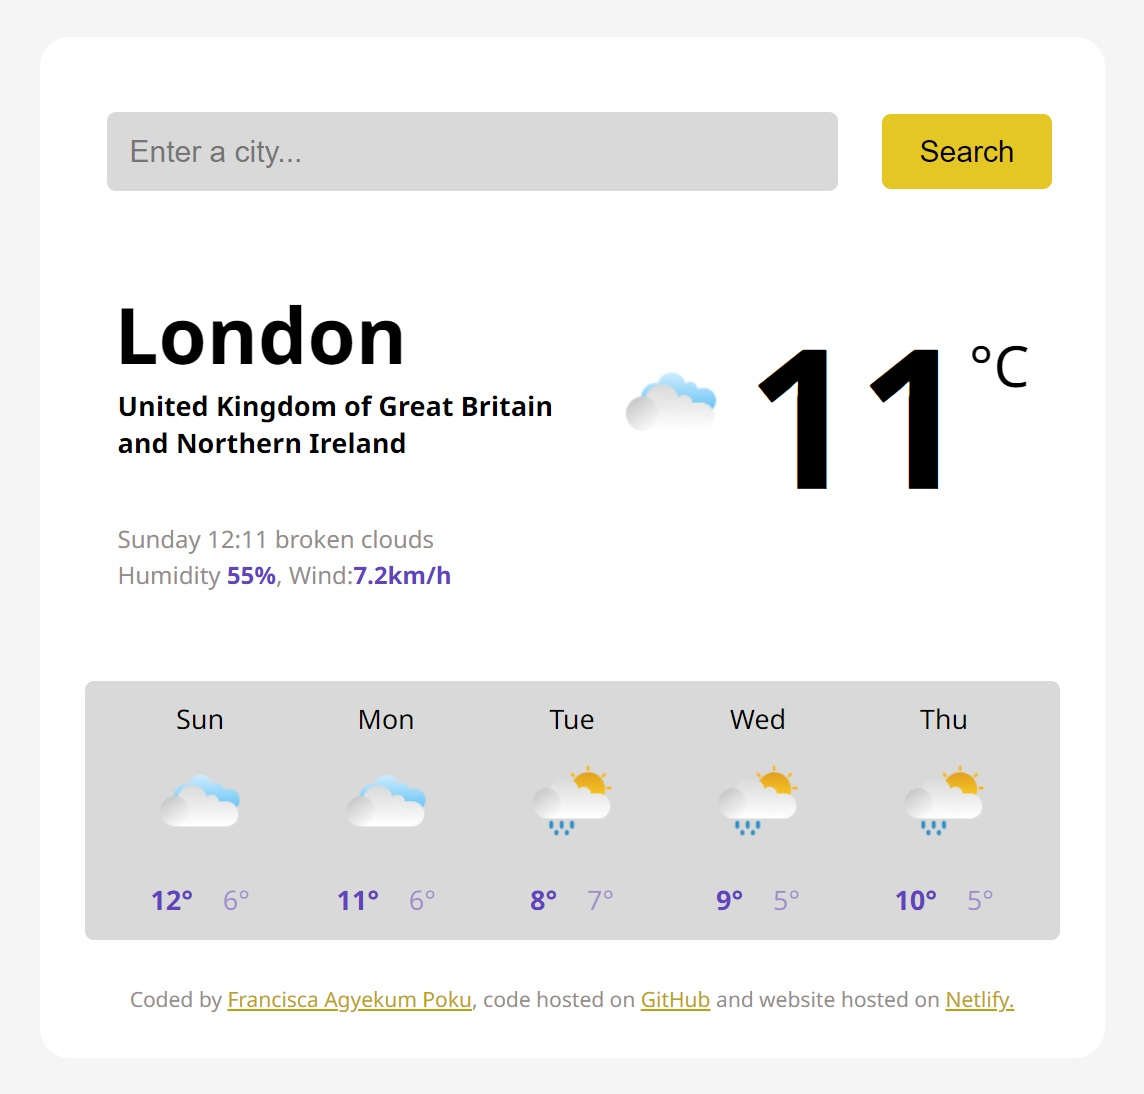 Enter a city...
Search
London
United Kingdom of Great Britain
and Northern Ireland
11 °C
Sunday 12:11 broken clouds
Humidity 55%, Wind:7.2km/h
Sun Mon Tue Wed Thu
12° 6° 11° 6° 8° 7° 9° 5° 10° 5°
Coded by Francisca Agyekum Poku, code hosted on GitHub and website hosted on Netlify.